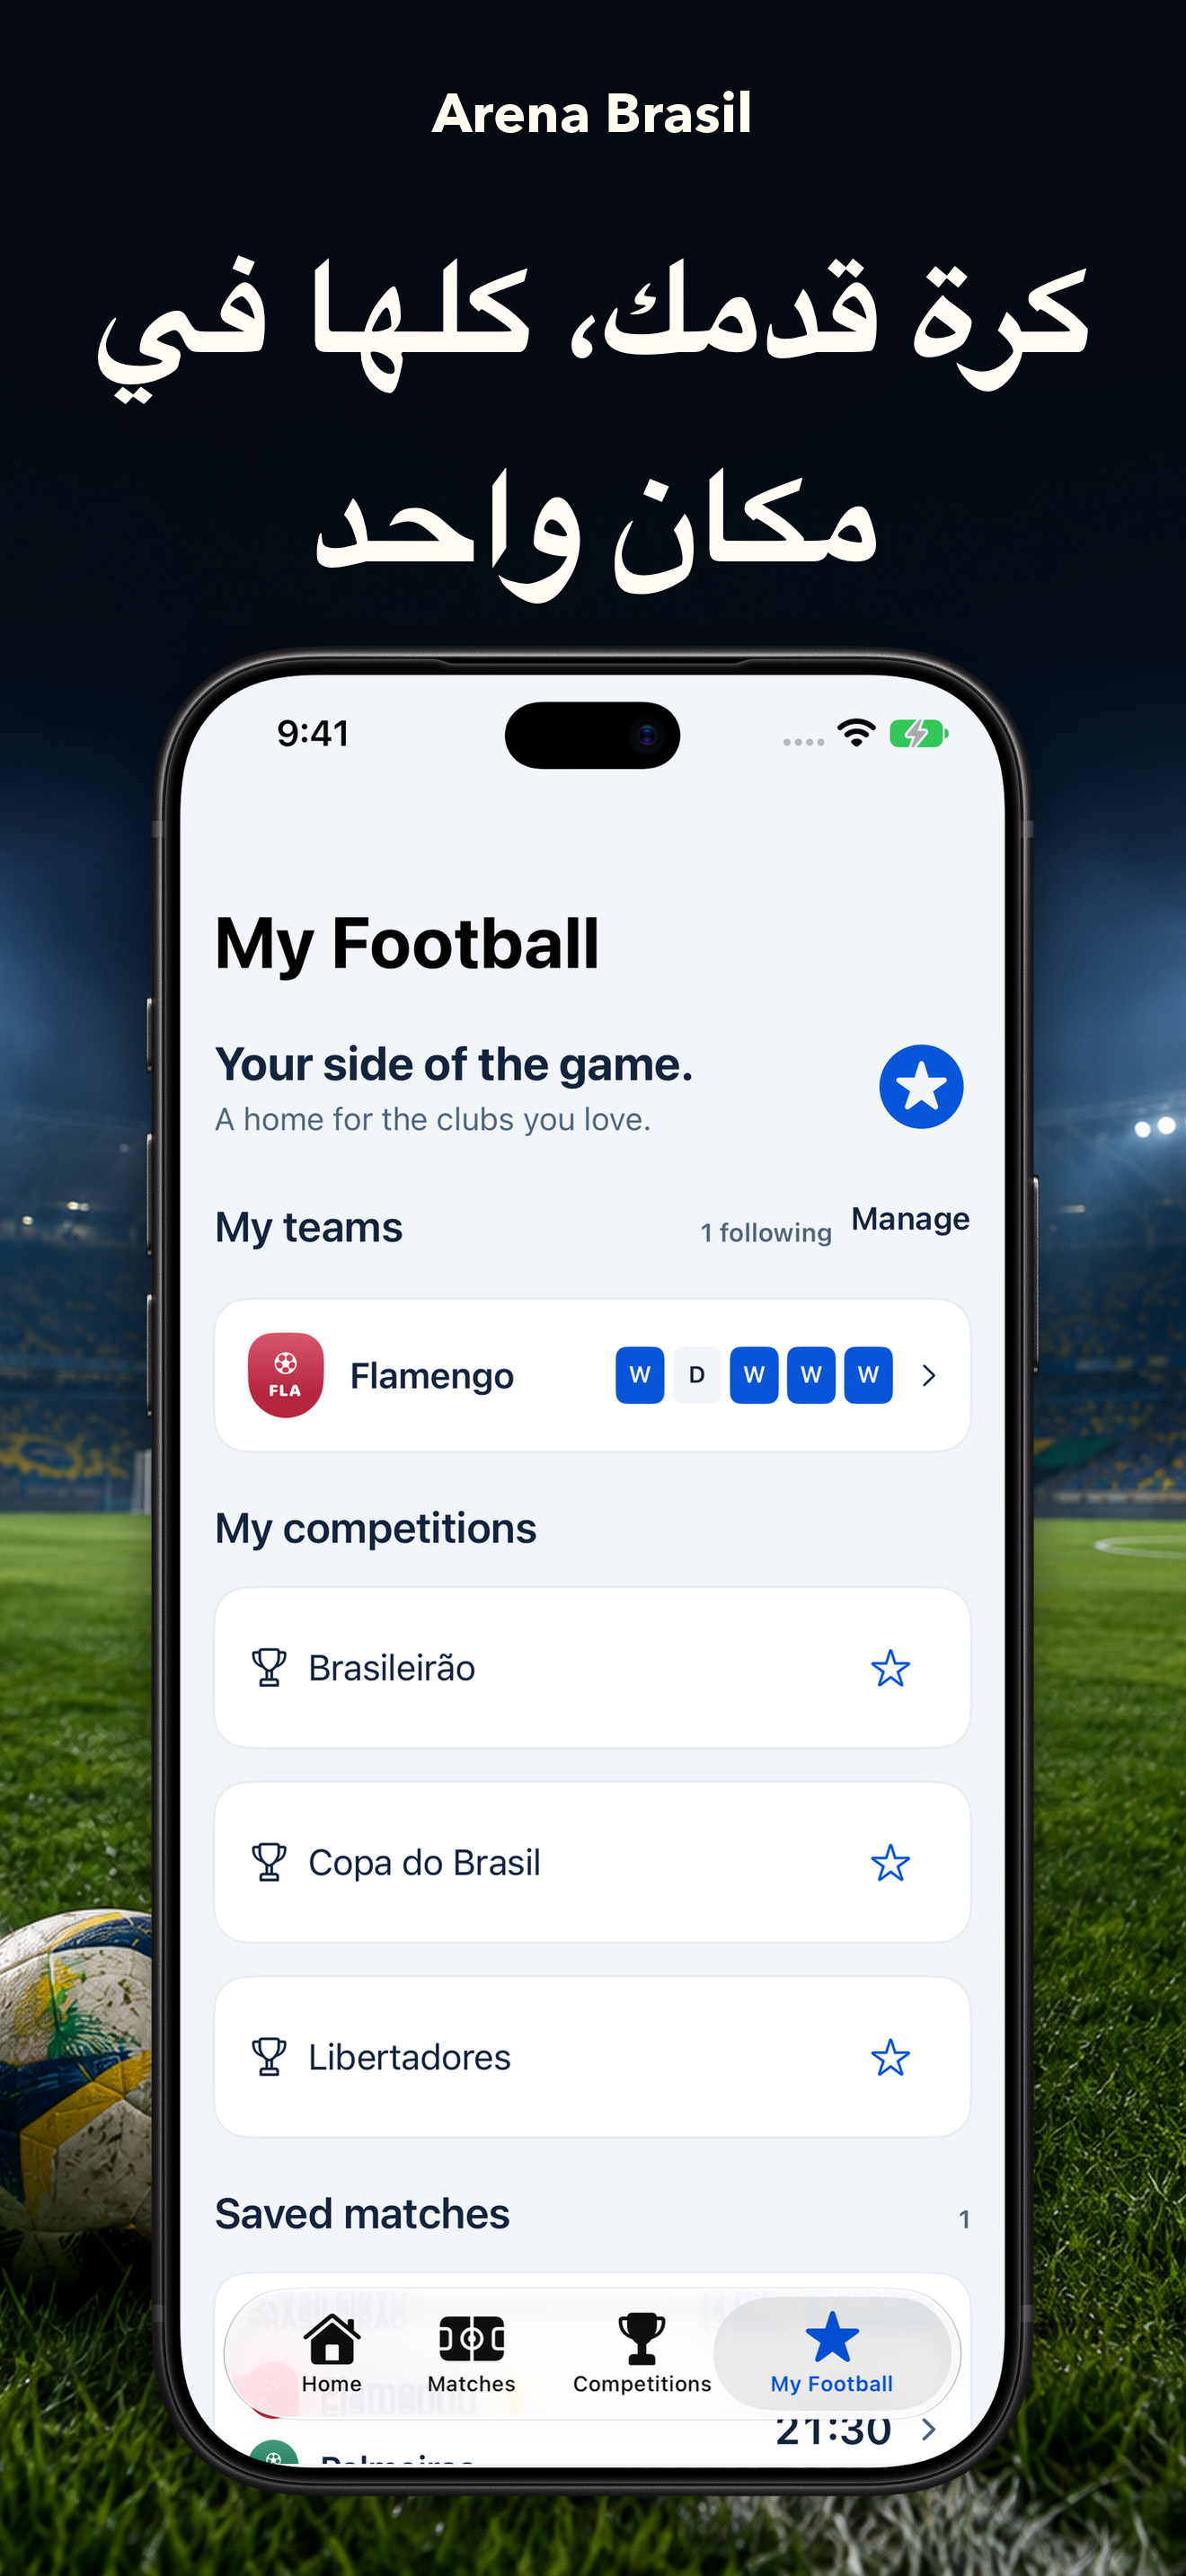 Arena Brasil
كرة قدمك، كلها في
مكان واحد
9:41
My Football
Your side of the game.
A home for the clubs you love.
My teams 1 following Manage
FLA Flamengo W D W W W
My competitions
Brasileirão
Copa do Brasil
Libertadores
Saved matches 1
Home Matches Competitions My Football
21:30